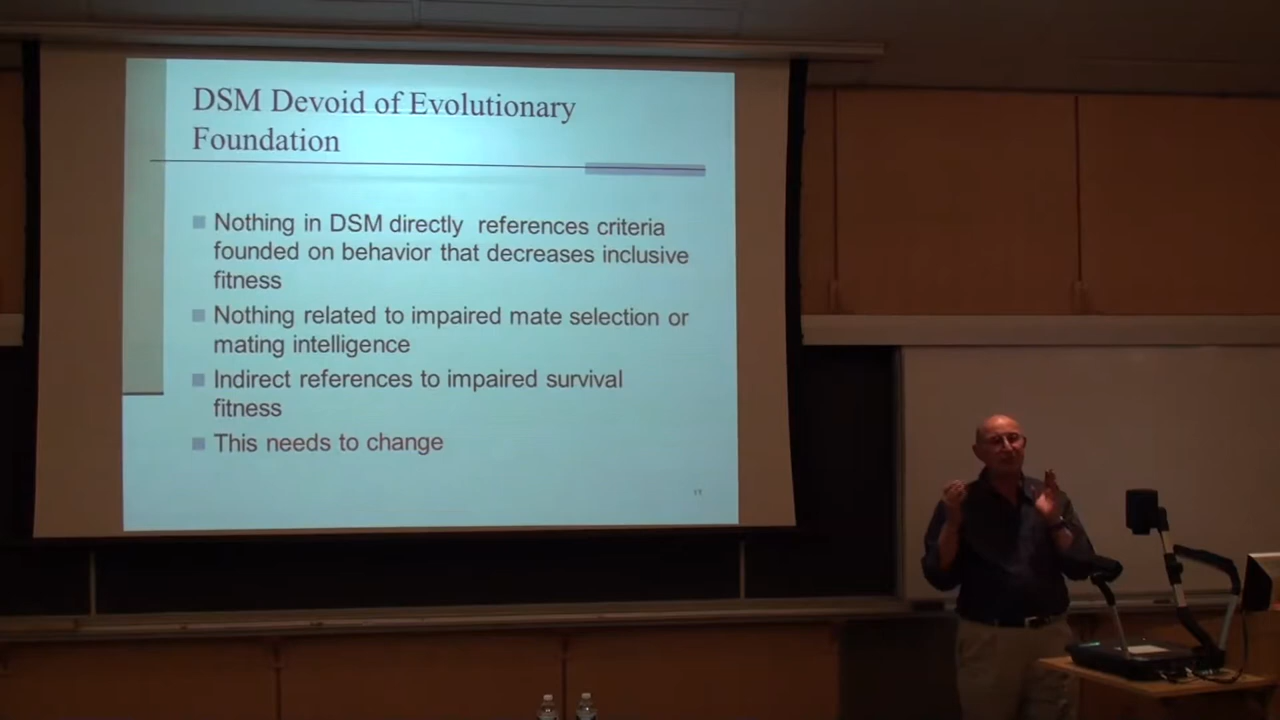 DSM Devoid of Evolutionary
Foundation
Nothing in DSM directly references criteria
founded on behavior that decreases inclusive
fitness
Nothing related to impaired mate selection or
mating intelligence
Indirect references to impaired survival
fitness
This needs to change